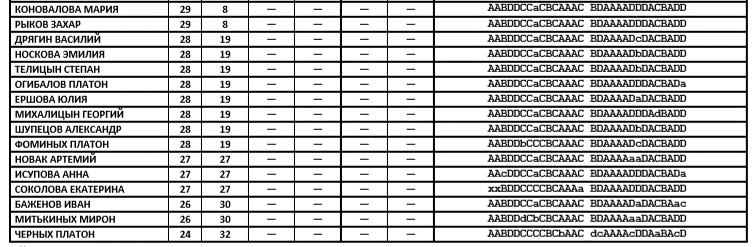 КОНОВАЛОВА МАРИЯ 29 8 — — — — AABDDCCaCBCAAAC BDAAAADDDACBADD
РЫКОВ ЗАХАР 29 8 — — — — AABDDCCaCBCAAAC BDAAAADDDACBADD
ДРЯГИН ВАСИЛИЙ 28 19 — — — — AABDDCCaCBCAAAC BDAAAADcDACBADD
НОСКОВА ЭМИЛИЯ 28 19 — — — — AABDDCCaCBCAAAC BDAAAADbDACBADD
ТЕЛИЦЫН СТЕПАН 28 19 — — — — AABDDCCaCBCAAAC BDAAAADbDACBADD
ОГИБАЛОВ ПЛАТОН 28 19 — — — — AABDDCCaCBCAAAC BDAAAADDDACBADa
ЕРШОВА ЮЛИЯ 28 19 — — — — AABDDCCaCBCAAAC BDAAAADaDACBADD
МИХАЛИЦЫН ГЕОРГИЙ 28 19 — — — — AABDDCCaCBCAAAC BDAAAADDDAdBADD
ШУПЕЦОВ АЛЕКСАНДР 28 19 — — — — AABDDCCaCBCAAAC BDAAAADbDACBADD
ФОМИНЫХ ПЛАТОН 28 19 — — — — AABDDbCCCBCAAAC BDAAAADcDACBADD
НОВАК АРТЕМИЙ 27 27 — — — — AABDDCCaCBCAAAC BDAAAAAaaDACBADD
ИСУПОВА АННА 27 27 — — — — AAcDDCCaCBCAAAC BDAAAADDDACBADa
СОКОЛОВА ЕКАТЕРИНА 27 27 — — — — xxBDDCCCCBCAAAa BDAAAADDDACBADD
БАЖЕНОВ ИВАН 26 30 — — — — AABDDCCaCBCAAAC BDAAAADaDACBAac
МИТЬКИНЫХ МИРОН 26 30 — — — — AABDDdCbCBCAAAC BDAAAAAaaDACBADD
ЧЕРНЫХ ПЛАТОН 24 32 — — — — AABDDCCCCBCbAAC dcAAAAcDDAaBAcD